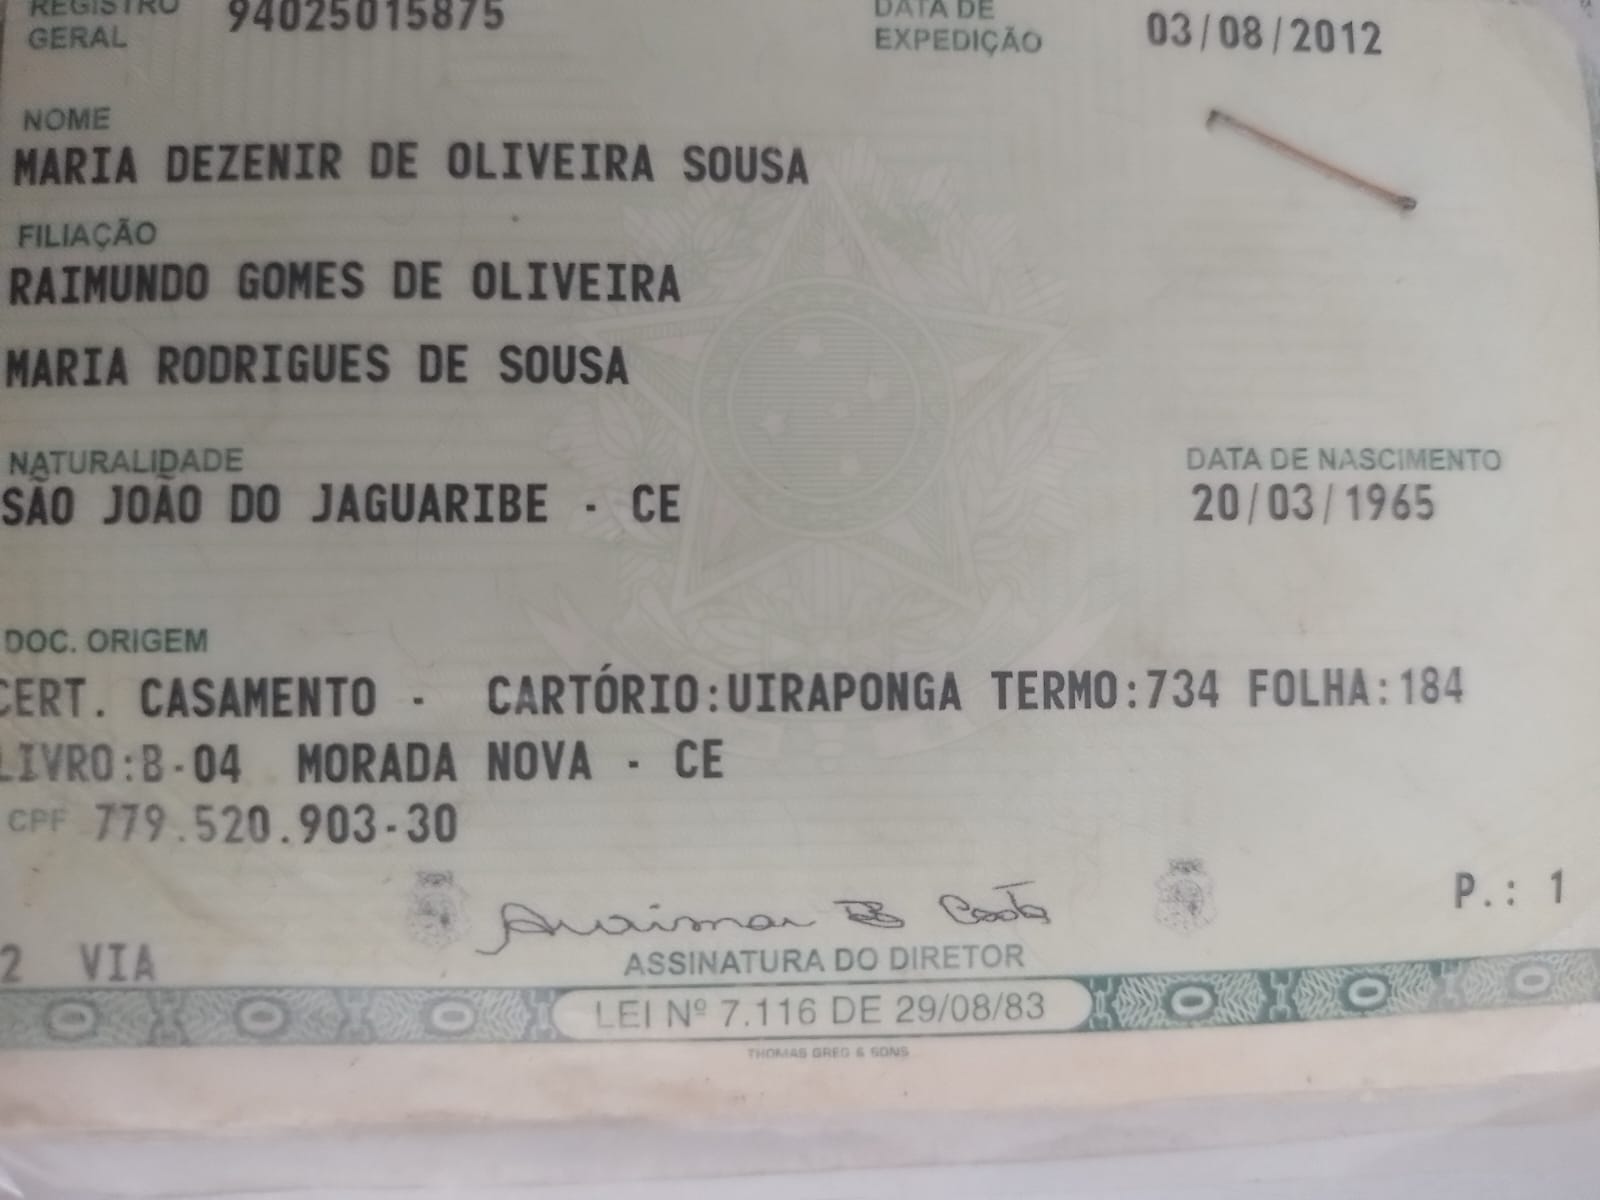 REGISTRO GERAL 94025015875 DATA DE EXPEDIÇÃO 03/08/2012
NOME
MARIA DEZENIR DE OLIVEIRA SOUSA
FILIAÇÃO
RAIMUNDO GOMES DE OLIVEIRA
MARIA RODRIGUES DE SOUSA
NATURALIDADE DATA DE NASCIMENTO
SÃO JOÃO DO JAGUARIBE - CE 20/03/1965
DOC. ORIGEM
CERT. CASAMENTO - CARTÓRIO:UIRAPONGA TERMO:734 FOLHA:184
LIVRO:B-04 MORADA NOVA - CE
CPF 779.520.903-30
P.: 1
2 VIA
ASSINATURA DO DIRETOR
LEI Nº 7.116 DE 29/08/83
THOMAS GREG & SONS